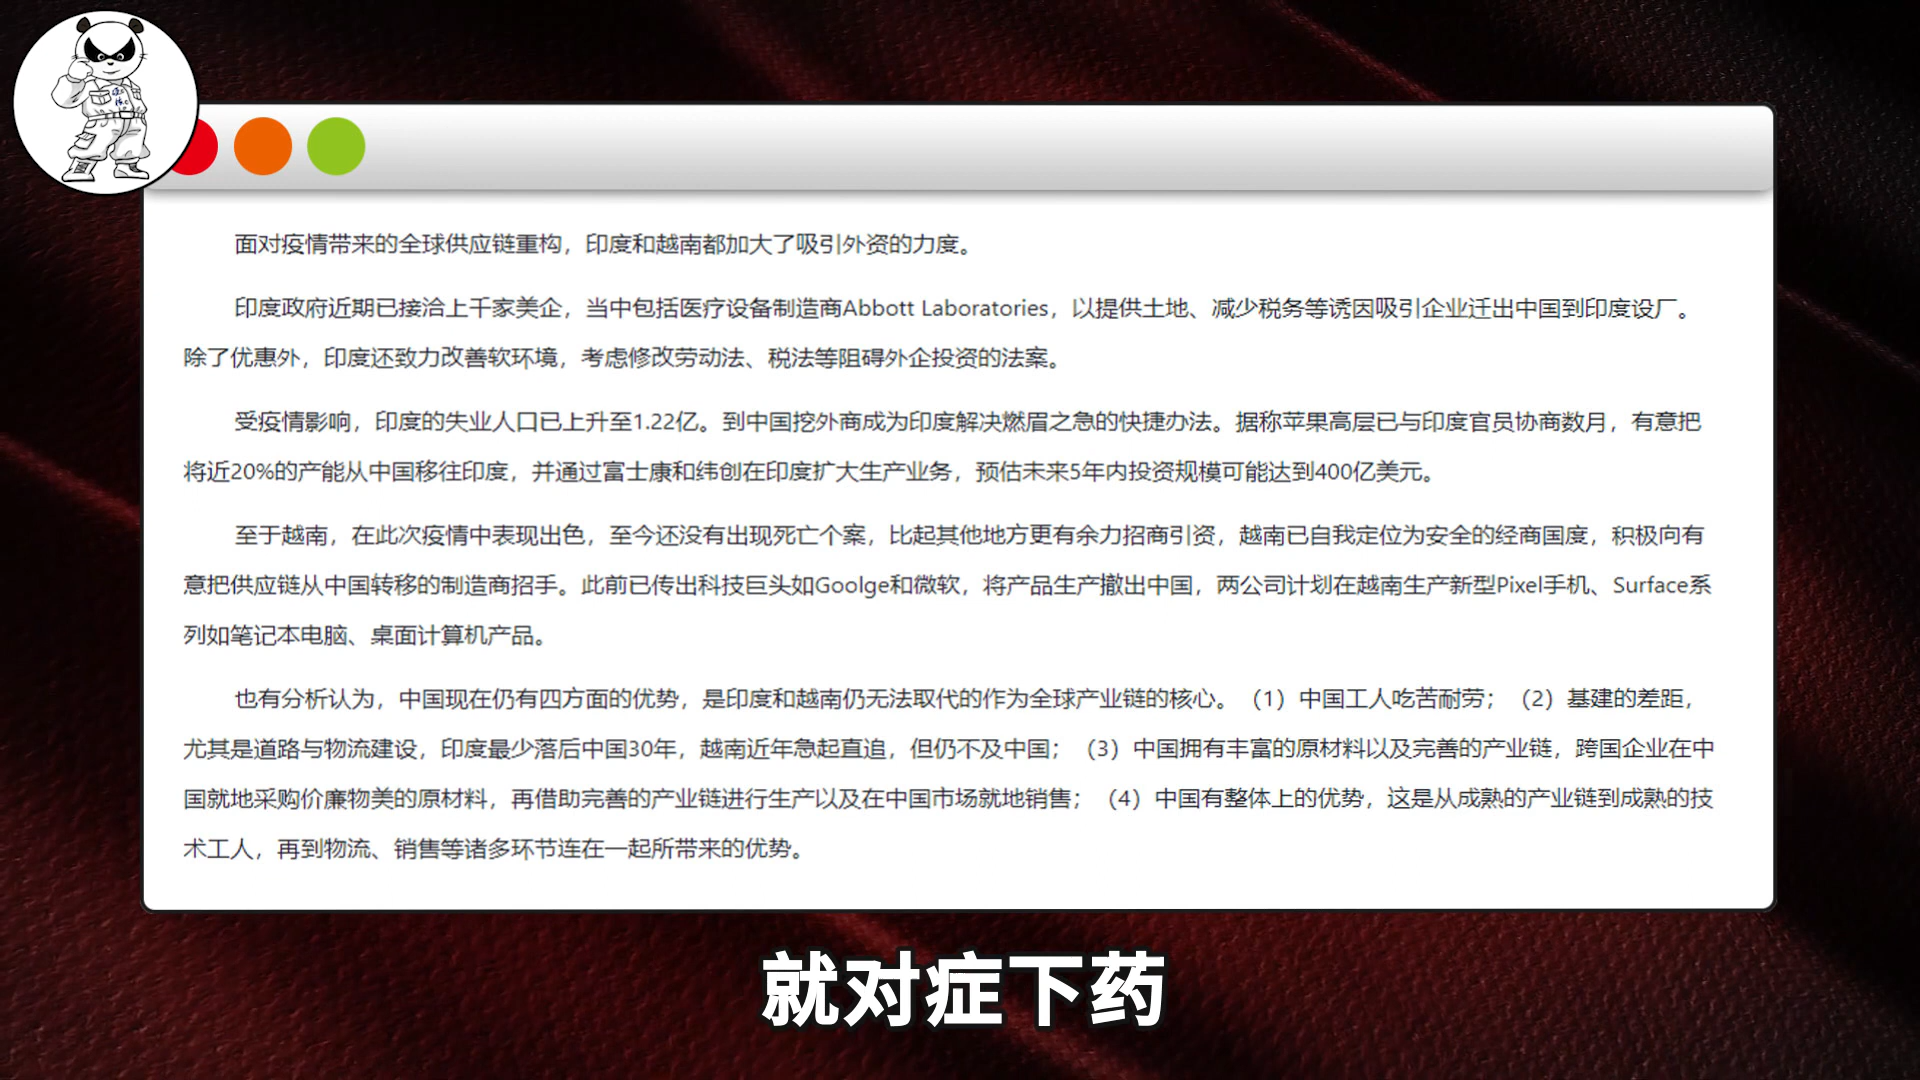 面对疫情带来的全球供应链重构，印度和越南都加大了吸引外资的力度。
印度政府近期已接洽上千家美企，当中包括医疗设备制造商Abbott Laboratories，以提供土地、减少税务等诱因吸引企业迁出中国到印度设厂。
除了优惠外，印度还致力改善软环境，考虑修改劳动法、税法等阻碍外企投资的法案。
受疫情影响，印度的失业人口已上升至1.22亿。到中国挖外商成为印度解决燃眉之急的快捷办法。据称苹果高层已与印度官员协商数月，有意把
将近20%的产能从中国移往印度，并通过富士康和纬创在印度扩大生产业务，预估未来5年内投资规模可能达到400亿美元。
至于越南，在此次疫情中表现出色，至今还没有出现死亡个案，比起其他地方更有余力招商引资，越南已自我定位为安全的经商国度，积极向有
意把供应链从中国转移的制造商招手。此前已传出科技巨头如Goolge和微软，将产品生产撤出中国，两公司计划在越南生产新型Pixel手机、Surface系
列如笔记本电脑、桌面计算机产品。
也有分析认为，中国现在仍有四方面的优势，是印度和越南仍无法取代的作为全球产业链的核心。（1）中国工人吃苦耐劳；（2）基建的差距，
尤其是道路与物流建设，印度最少落后中国30年，越南近年急起直追，但仍不及中国；（3）中国拥有丰富的原材料以及完善的产业链，跨国企业在中
国就地采购价廉物美的原材料，再借助完善的产业链进行生产以及在中国市场就地销售；（4）中国有整体上的优势，这是从成熟的产业链到成熟的技
术工人，再到物流、销售等诸多环节连在一起所带来的优势。
就对症下药